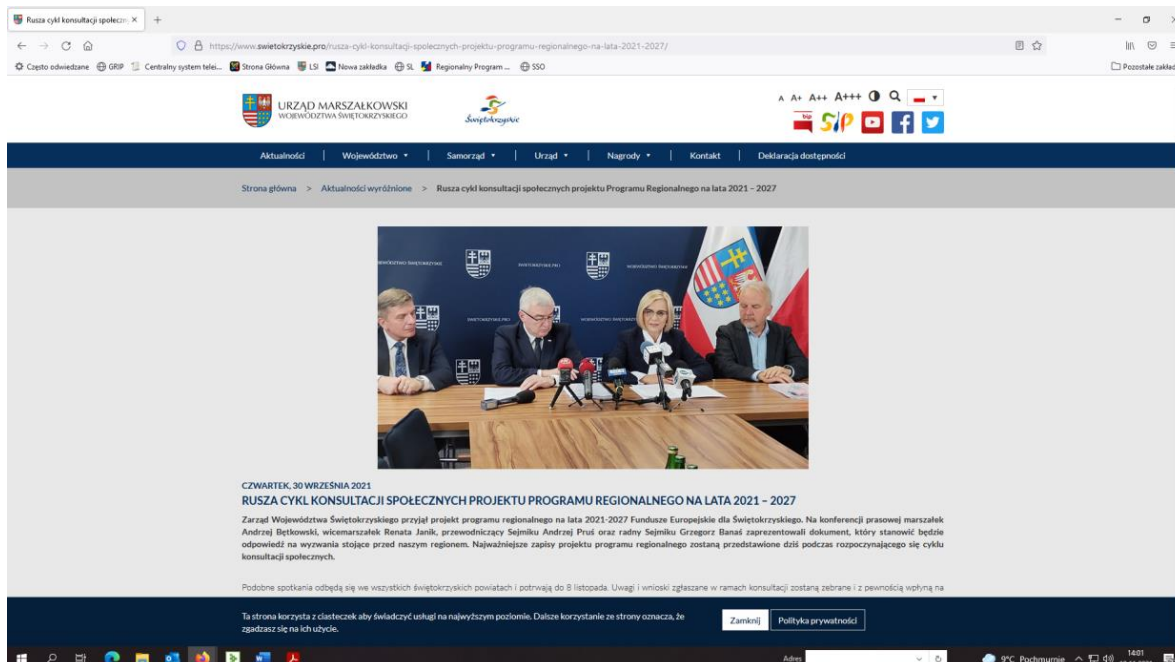 Rusza cykl konsultacji społeczn
https://www.swietokrzyskie.pro/rusza-cykl-konsultacji-spolecznych-projektu-programu-regionalnego-na-lata-2021-2027/
Często odwiedzane GRIP Centralny system telei... Strona Główna LSI Nowa zakładka SL Regionalny Program ... SSO Pozostałe zakład
URZĄD MARSZAŁKOWSKI
WOJEWÓDZTWA ŚWIĘTOKRZYSKIEGO
Świętokrzyskie
A A+ A++ A+++
bip
Aktualności | Województwo | Samorząd | Urząd | Nagrody | Kontakt | Deklaracja dostępności
Strona główna > Aktualności wyróżnione > Rusza cykl konsultacji społecznych projektu Programu Regionalnego na lata 2021 – 2027
CZWARTEK, 30 WRZEŚNIA 2021
RUSZA CYKL KONSULTACJI SPOŁECZNYCH PROJEKTU PROGRAMU REGIONALNEGO NA LATA 2021 – 2027
Zarząd Województwa Świętokrzyskiego przyjął projekt programu regionalnego na lata 2021-2027 Fundusze Europejskie dla Świętokrzyskiego. Na konferencji prasowej marszałek
Andrzej Bętkowski, wicemarszałek Renata Janik, przewodniczący Sejmiku Andrzej Pruś oraz radny Sejmiku Grzegorz Banaś zaprezentowali dokument, który stanowić będzie
odpowiedź na wyzwania stojące przed naszym regionem. Najważniejsze zapisy projektu programu regionalnego zostaną przedstawione dziś podczas rozpoczynającego się cyklu
konsultacji społecznych.
Podobne spotkania odbędą się we wszystkich świętokrzyskich powiatach i potrwają do 8 listopada. Uwagi i wnioski zgłaszane w ramach konsultacji zostaną zebrane i z pewnością wpłyną na
Ta strona korzysta z ciasteczek aby świadczyć usługi na najwyższym poziomie. Dalsze korzystanie ze strony oznacza, że
zgadzasz się na ich użycie.
Zamknij
Polityka prywatności
Adres
9°C Pochmurnie
14:01